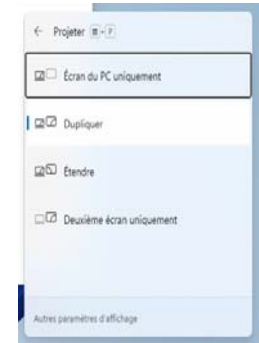 Projeter ⊞ + P
Écran du PC uniquement
Dupliquer
Étendre
Deuxième écran uniquement
Autres paramètres d'affichage